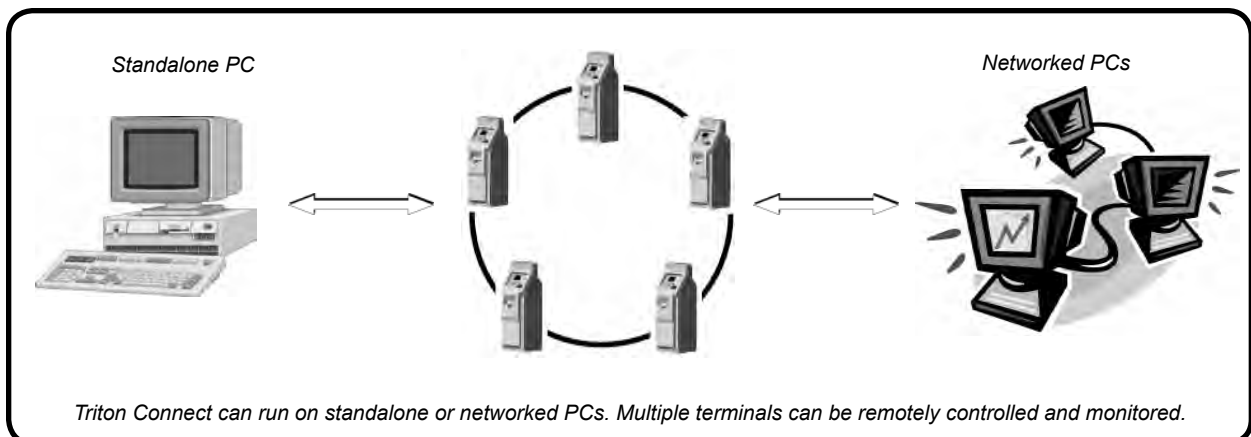 Standalone PC
Networked PCs
Triton Connect can run on standalone or networked PCs. Multiple terminals can be remotely controlled and monitored.